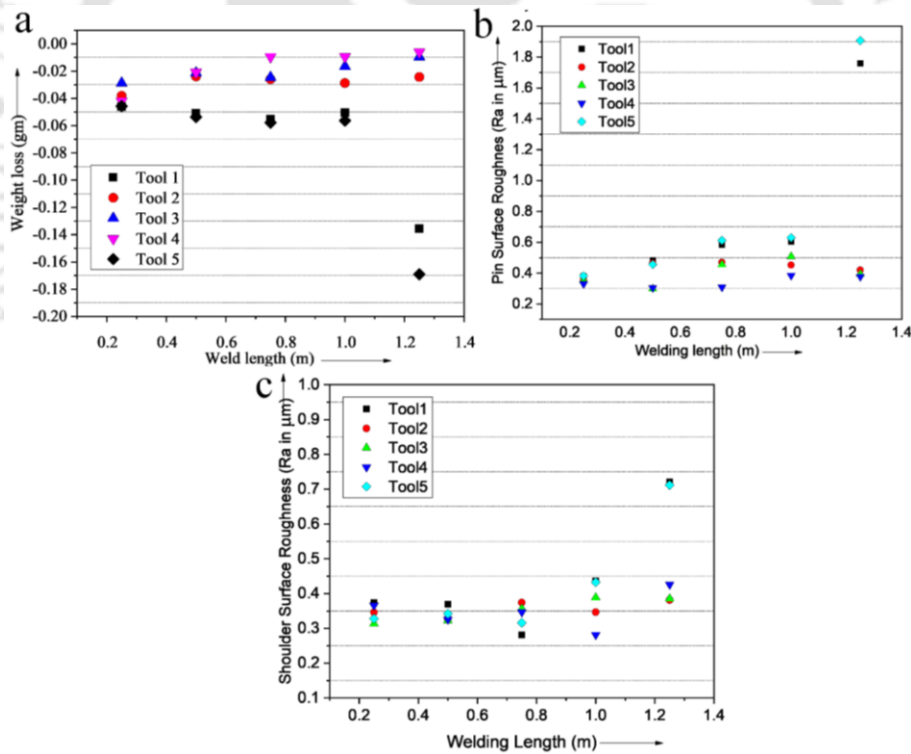 a
0.00
-0.02
-0.04
-0.06
-0.08
-0.10
-0.12
-0.14
-0.16
-0.18
-0.20
Weight loss (gm)
Tool 1
Tool 2
Tool 3
Tool 4
Tool 5
0.2 0.4 0.6 0.8 1.0 1.2 1.4
Weld length (m)
b
2.0
1.8
1.6
1.4
1.2
1.0
0.8
0.6
0.4
0.2
Pin Surface Roughnes (Ra in μm)
Tool1
Tool2
Tool3
Tool4
Tool5
0.2 0.4 0.6 0.8 1.0 1.2 1.4
Welding length (m)
c
1.0
0.9
0.8
0.7
0.6
0.5
0.4
0.3
0.2
0.1
Shoulder Surface Roughness (Ra in μm)
Tool1
Tool2
Tool3
Tool4
Tool5
0.2 0.4 0.6 0.8 1.0 1.2 1.4
Welding Length (m)